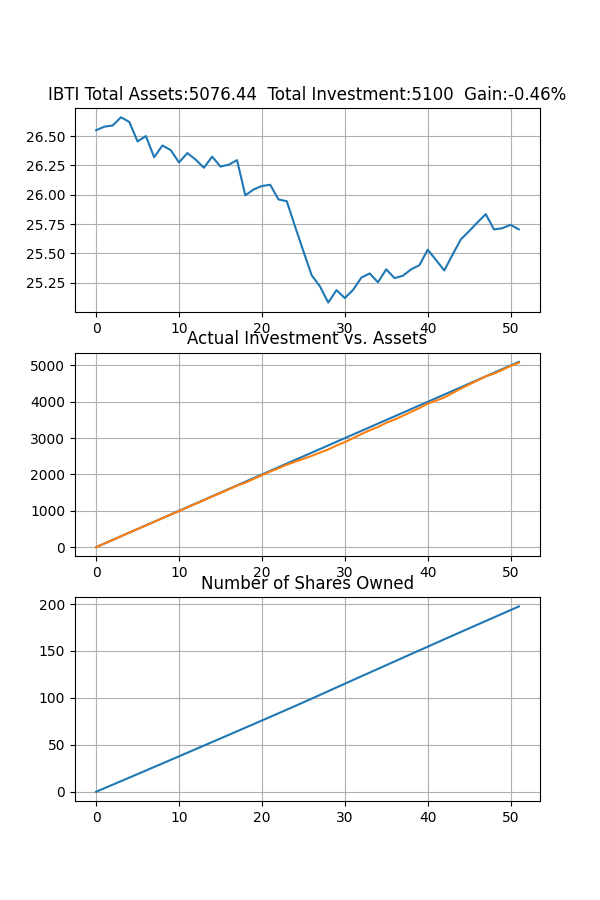 IBTI Total Assets:5076.44  Total Investment:5100  Gain:-0.46%
26.50
26.25
26.00
25.75
25.50
25.25
0 10 20 30 40 50
Actual Investment vs. Assets
5000
4000
3000
2000
1000
0
0 10 20 30 40 50
Number of Shares Owned
200
150
100
50
0
0 10 20 30 40 50